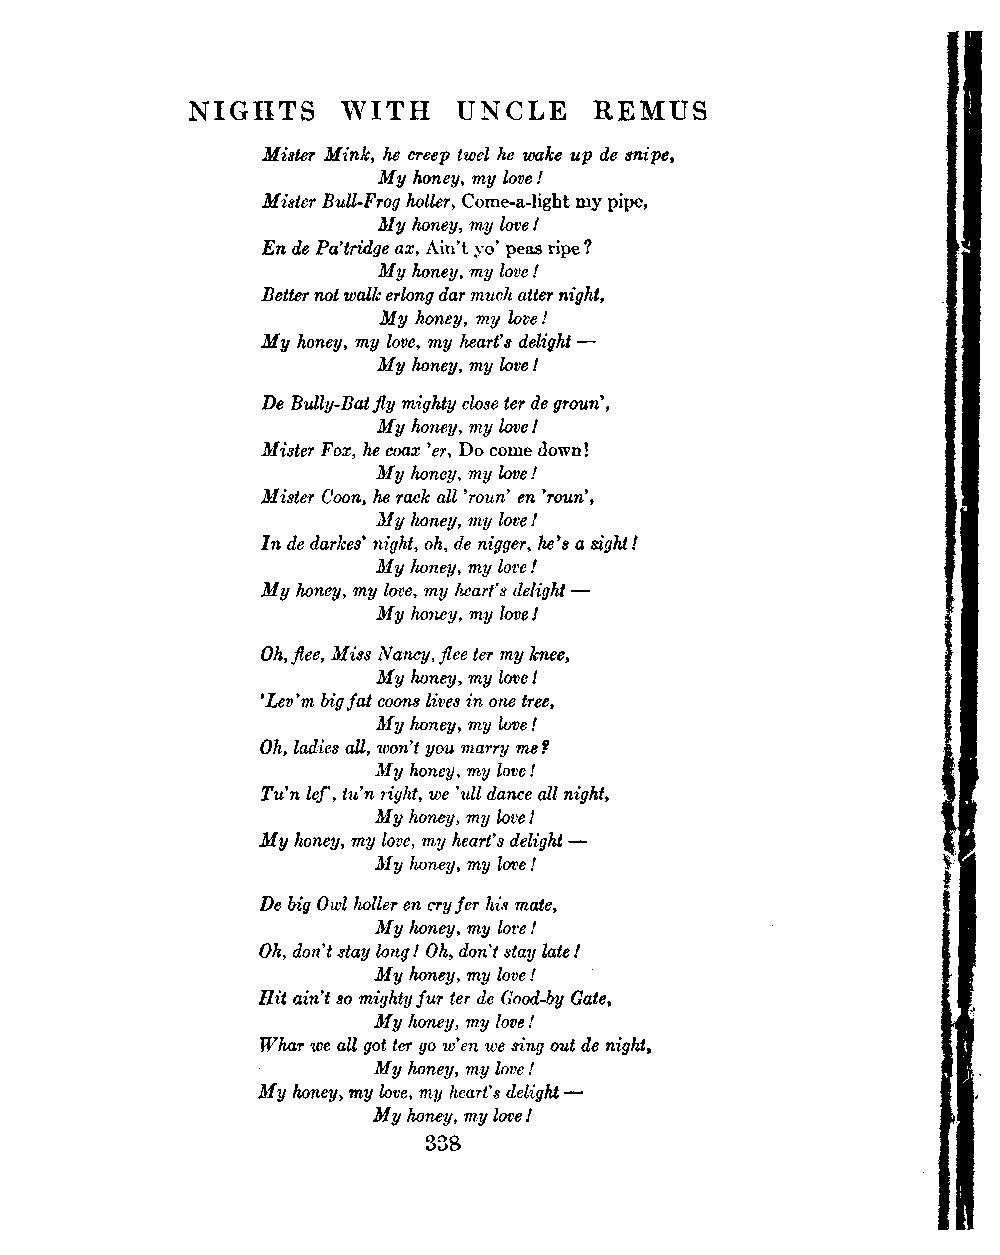 NIGHTS WITH UNCLE REMUS
Mister Mink, he creep twel he wake up de snipe,
My honey, my love!
Mister Bull-Frog holler, Come-a-light my pipe,
My honey, my love!
En de Pa'tridge ax, Ain't yo' peas ripe?
My honey, my love!
Better not walk erlong dar much atter night,
My honey, my love!
My honey, my love, my heart's delight —
My honey, my love!
De Bully-Bat fly mighty close ter de groun',
My honey, my love!
Mister Fox, he coax 'er, Do come down!
My honey, my love!
Mister Coon, he rack all 'roun' en 'roun',
My honey, my love!
In de darkes' night, oh, de nigger, he's a sight!
My honey, my love!
My honey, my love, my heart's delight —
My honey, my love!
Oh, flee, Miss Nancy, flee ter my knee,
My honey, my love!
'Lev'm big fat coons lives in one tree,
My honey, my love!
Oh, ladies all, won't you marry me?
My honey, my love!
Tu'n lef', tu'n right, we 'ull dance all night,
My honey, my love!
My honey, my love, my heart's delight —
My honey, my love!
De big Owl holler en cry fer his mate,
My honey, my love!
Oh, don't stay long! Oh, don't stay late!
My honey, my love!
Hit ain't so mighty fur ter de Good-by Gate,
My honey, my love!
Whar we all got ter go w'en we sing out de night,
My honey, my love!
My honey, my love, my heart's delight —
My honey, my love!
338